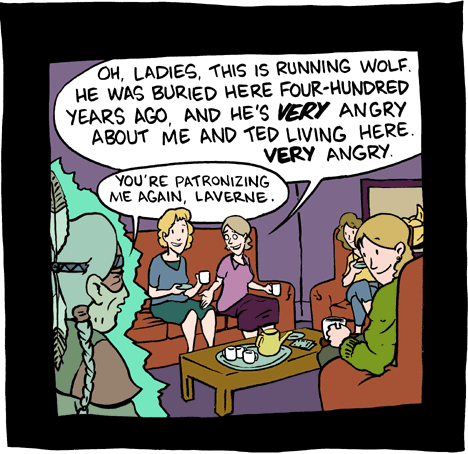 OH, LADIES, THIS IS RUNNING WOLF.
HE WAS BURIED HERE FOUR-HUNDRED
YEARS AGO, AND HE'S VERY ANGRY
ABOUT ME AND TED LIVING HERE.
VERY ANGRY.
YOU'RE PATRONIZING
ME AGAIN, LAVERNE.